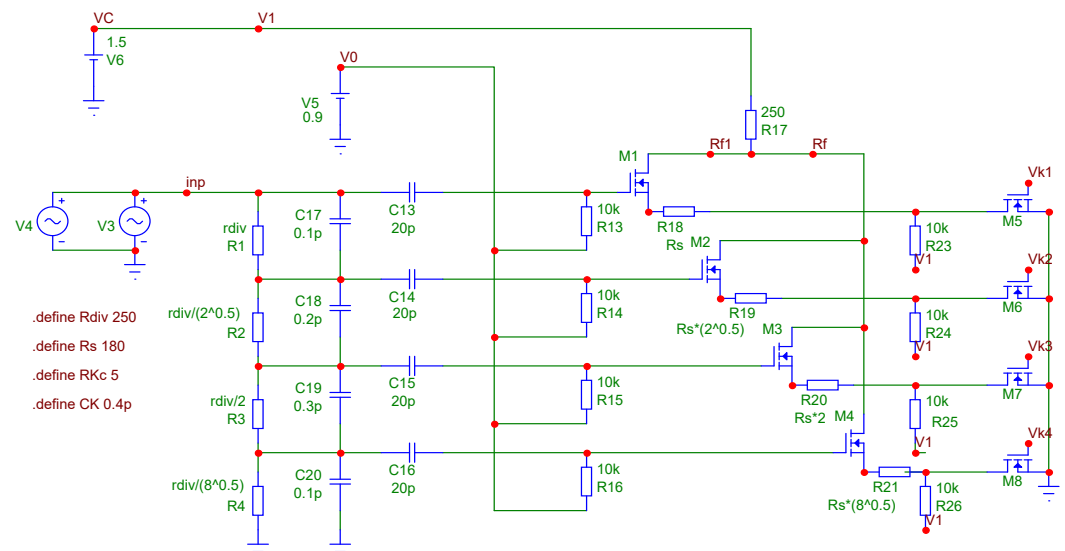 VC
V1
1.5
V6
V0
V5
0.9
250
R17
M1
Rf1
Rf
inp
Vk1
V4
V3
rdiv
R1
C17
0.1p
C13
20p
10k
R13
R18
Rs
M2
10k
R23
V1
M5
Vk2
.define Rdiv 250
.define Rs 180
.define RKc 5
.define CK 0.4p
rdiv/(2^0.5)
R2
C18
0.2p
C14
20p
10k
R14
R19
Rs*(2^0.5)
M3
10k
R24
V1
M6
Vk3
rdiv/2
R3
C19
0.3p
C15
20p
10k
R15
R20
Rs*2
M4
10k
R25
V1
M7
Vk4
rdiv/(8^0.5)
R4
C20
0.1p
C16
20p
10k
R16
R21
Rs*(8^0.5)
10k
R26
V1
M8